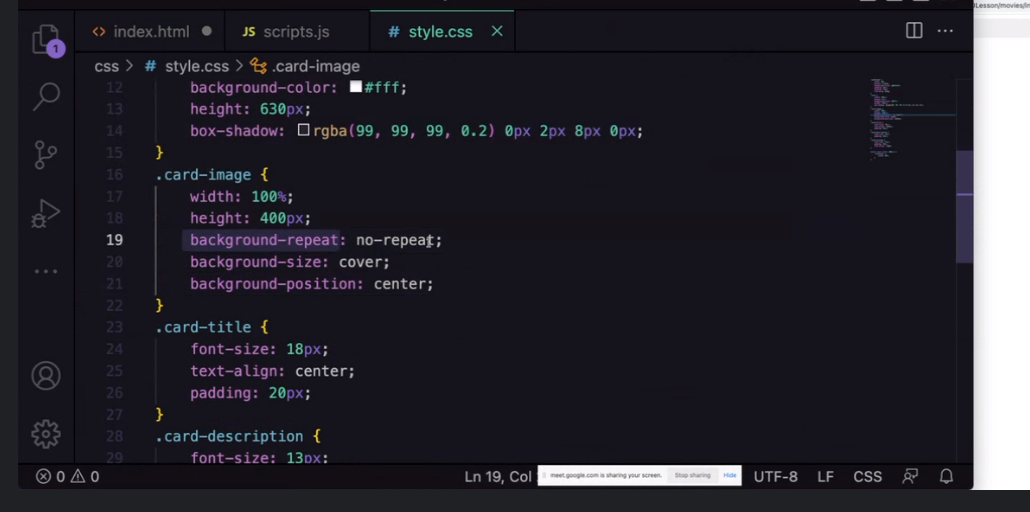 lLesson/movies/in
index.html
JS scripts.js
# style.css
css > # style.css > .card-image
1
12 background-color: #fff;
13 height: 630px;
14 box-shadow: rgba(99, 99, 99, 0.2) 0px 2px 8px 0px;
15 }
16 .card-image {
17 width: 100%;
18 height: 400px;
19 background-repeat: no-repeat;
20 background-size: cover;
21 background-position: center;
22 }
23 .card-title {
24 font-size: 18px;
25 text-align: center;
26 padding: 20px;
27 }
28 .card-description {
29 font-size: 13px;
0 0 Ln 19, Col meet.google.com is sharing your screen. Stop sharing Hide UTF-8 LF CSS